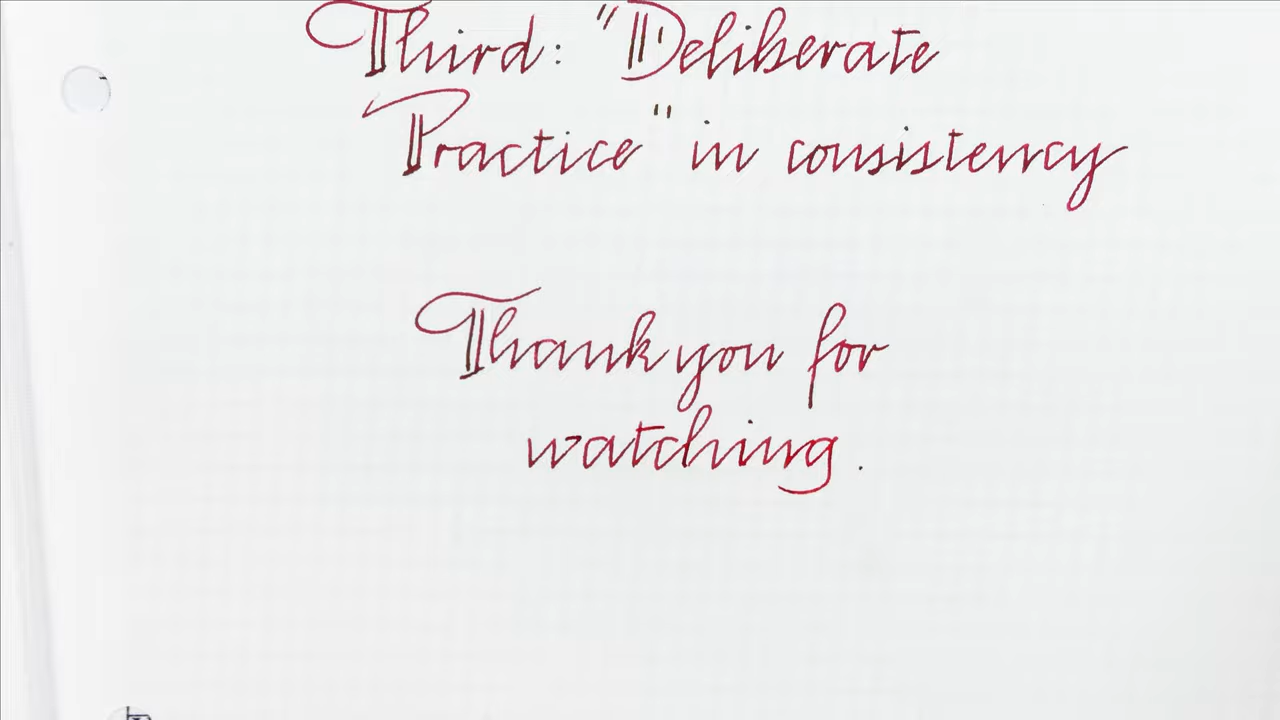 Third: "Deliberate
Practice" in consistency
Thank you for
watching.